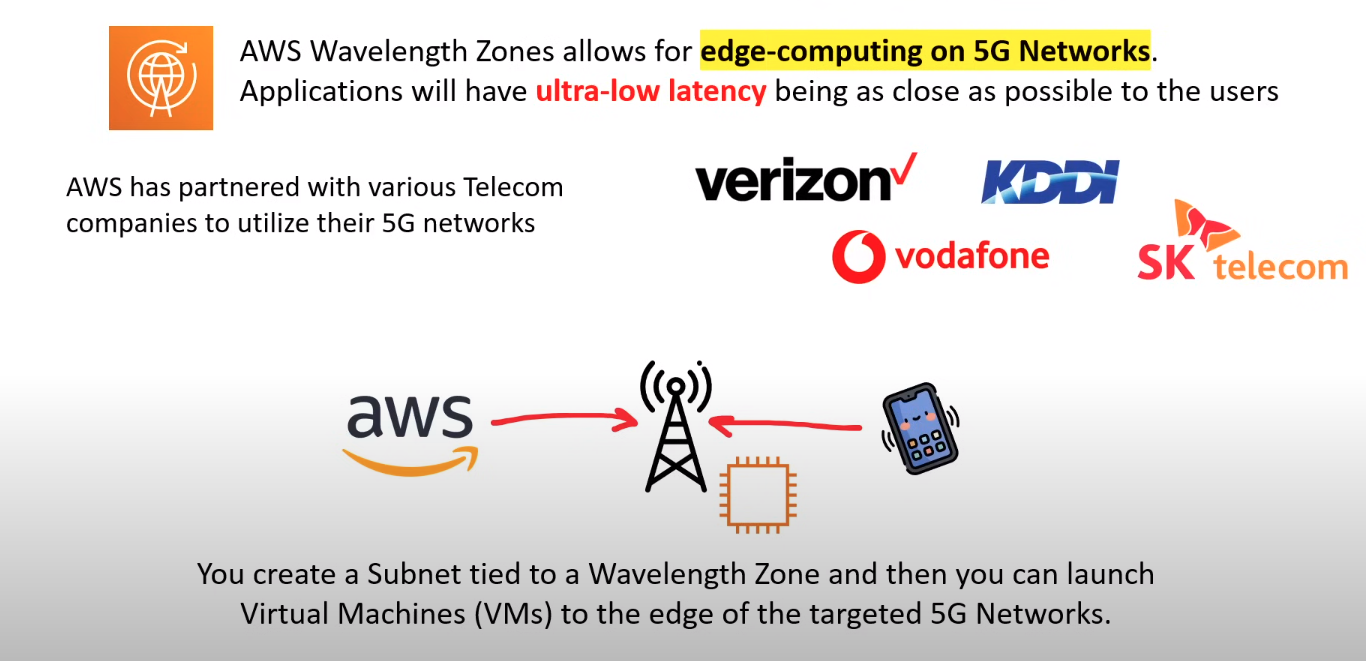 AWS Wavelength Zones allows for edge-computing on 5G Networks.
Applications will have ultra-low latency being as close as possible to the users
AWS has partnered with various Telecom
companies to utilize their 5G networks
verizon
KDDI
vodafone
SK telecom
aws
You create a Subnet tied to a Wavelength Zone and then you can launch
Virtual Machines (VMs) to the edge of the targeted 5G Networks.